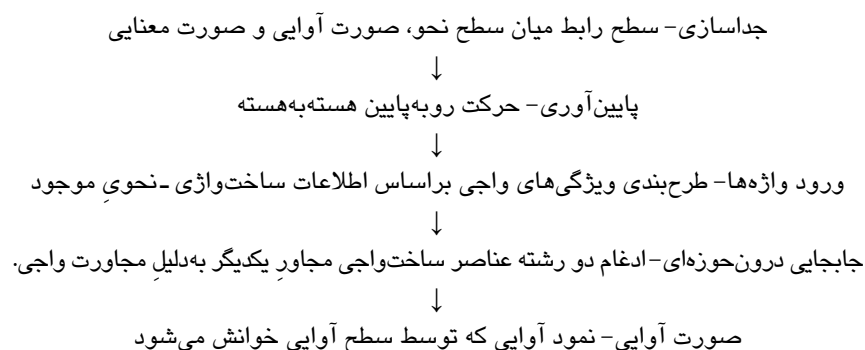 جداسازی- سطح رابط میان سطح نحو، صورت آوایی و صورت معنایی
↓
پایین‌آوری- حرکت روبه‌پایین هسته‌به‌هسته
↓
ورود واژه‌ها- طرح‌بندی ویژگی‌های واجی براساس اطلاعات ساخت‌واژی ـ نحویِ موجود
↓
جابجایی درون‌حوزه‌ای- ادغام دو رشته عناصر ساخت‌واجی مجاورِ یکدیگر به‌دلیلِ مجاورت واجی.
↓
صورت آوایی- نمود آوایی که توسط سطح آوایی خوانش می‌شود